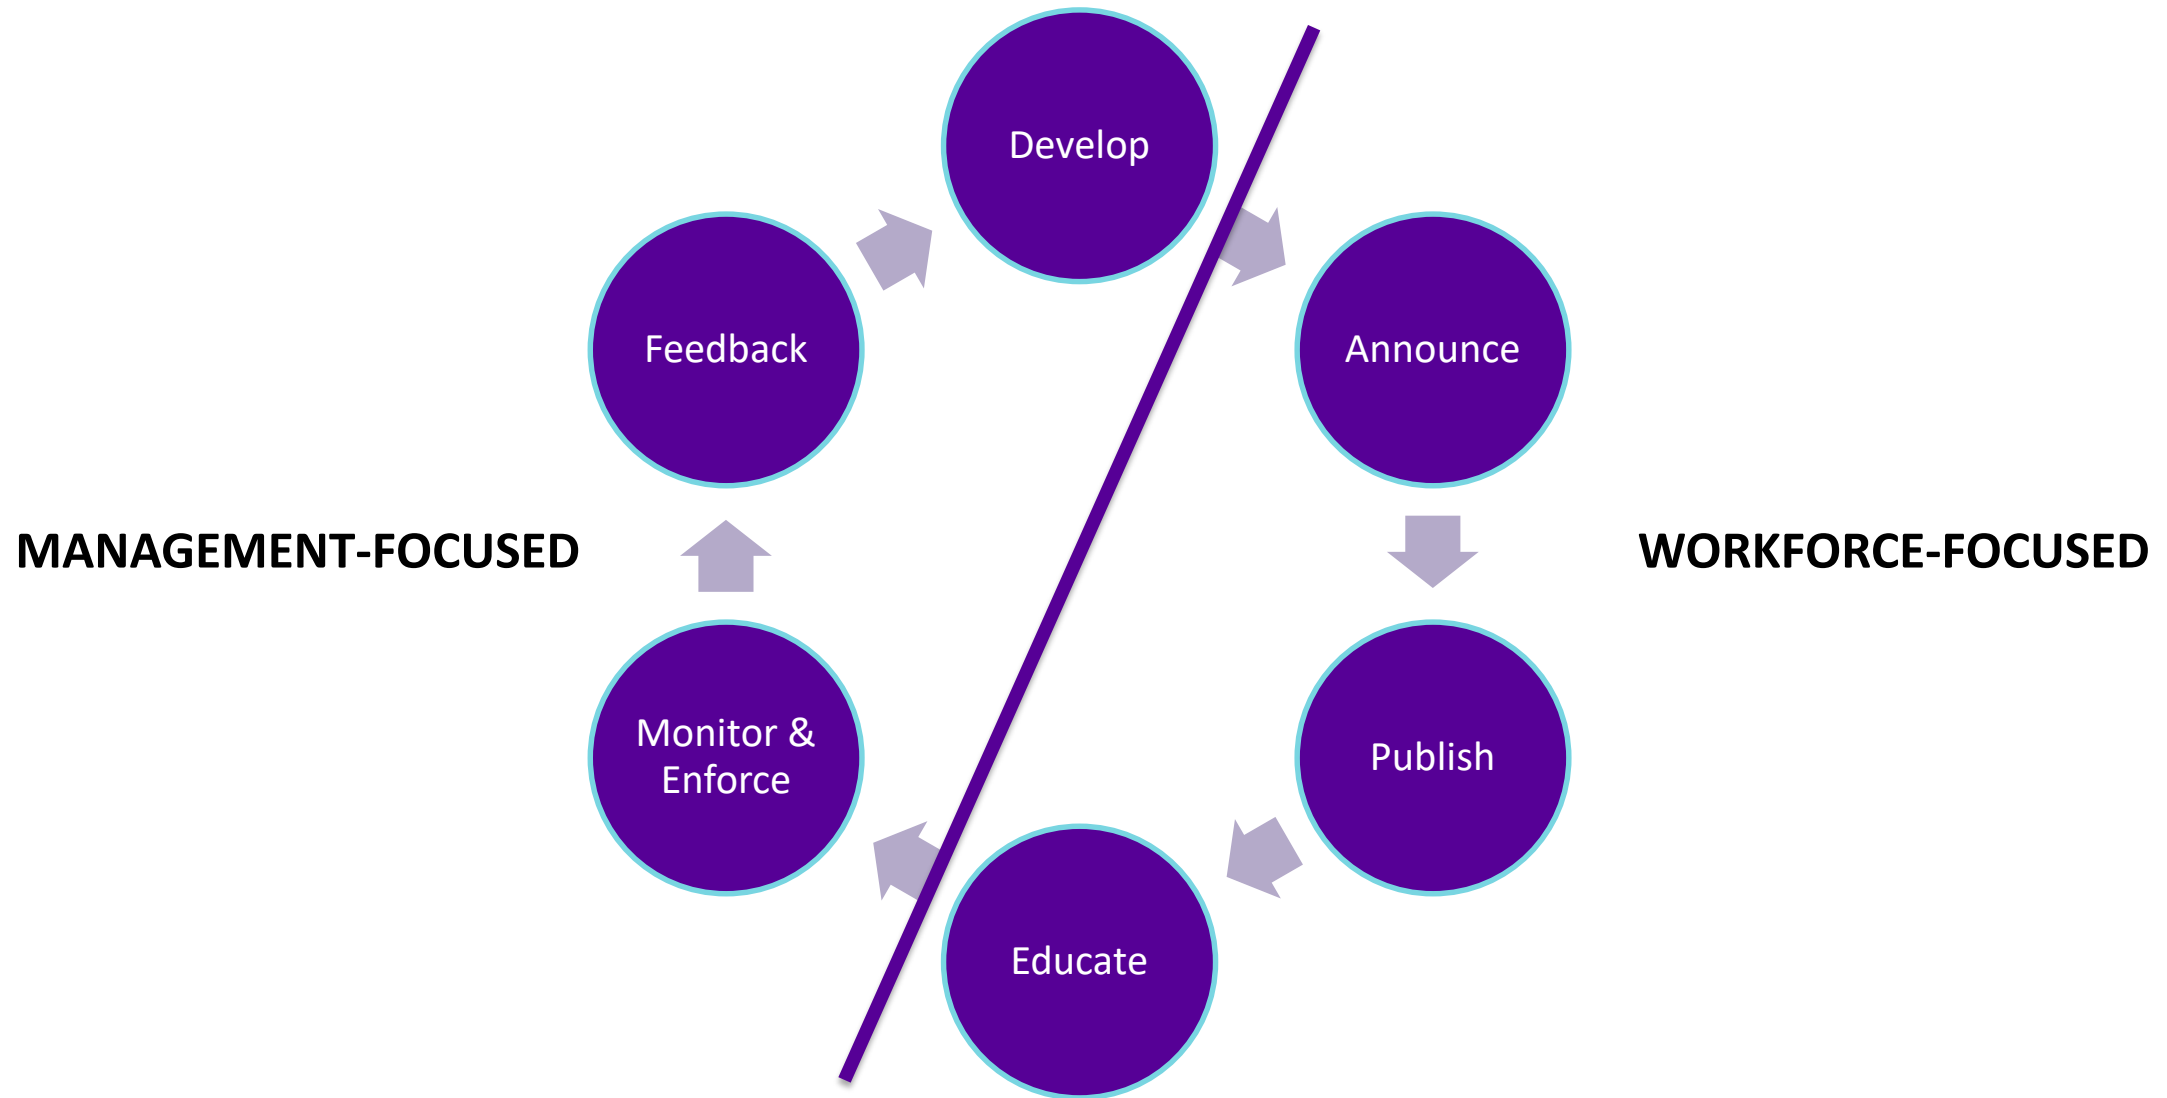 Develop
Feedback
Announce
MANAGEMENT-FOCUSED
WORKFORCE-FOCUSED
Monitor &
Enforce
Publish
Educate